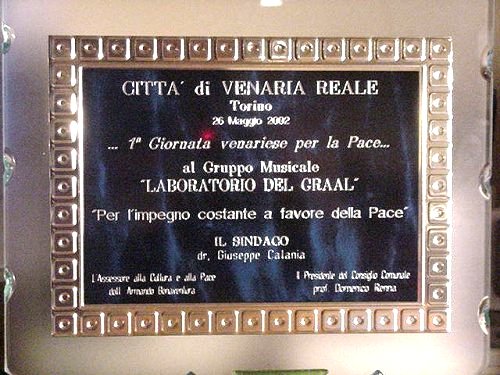 CITTA' di VENARIA REALE
Torino
26 Maggio 2002
... 1ª Giornata venariese per la Pace...
al Gruppo Musicale
"LABORATORIO DEL GRAAL"
"Per l'impegno costante a favore della Pace"
IL SINDACO
dr. Giuseppe Catania
L'Assessore alla Cultura e alla Pace
dott. Armando Bonaventura
Il Presidente del Consiglio Comunale
prof. Domenico Renna